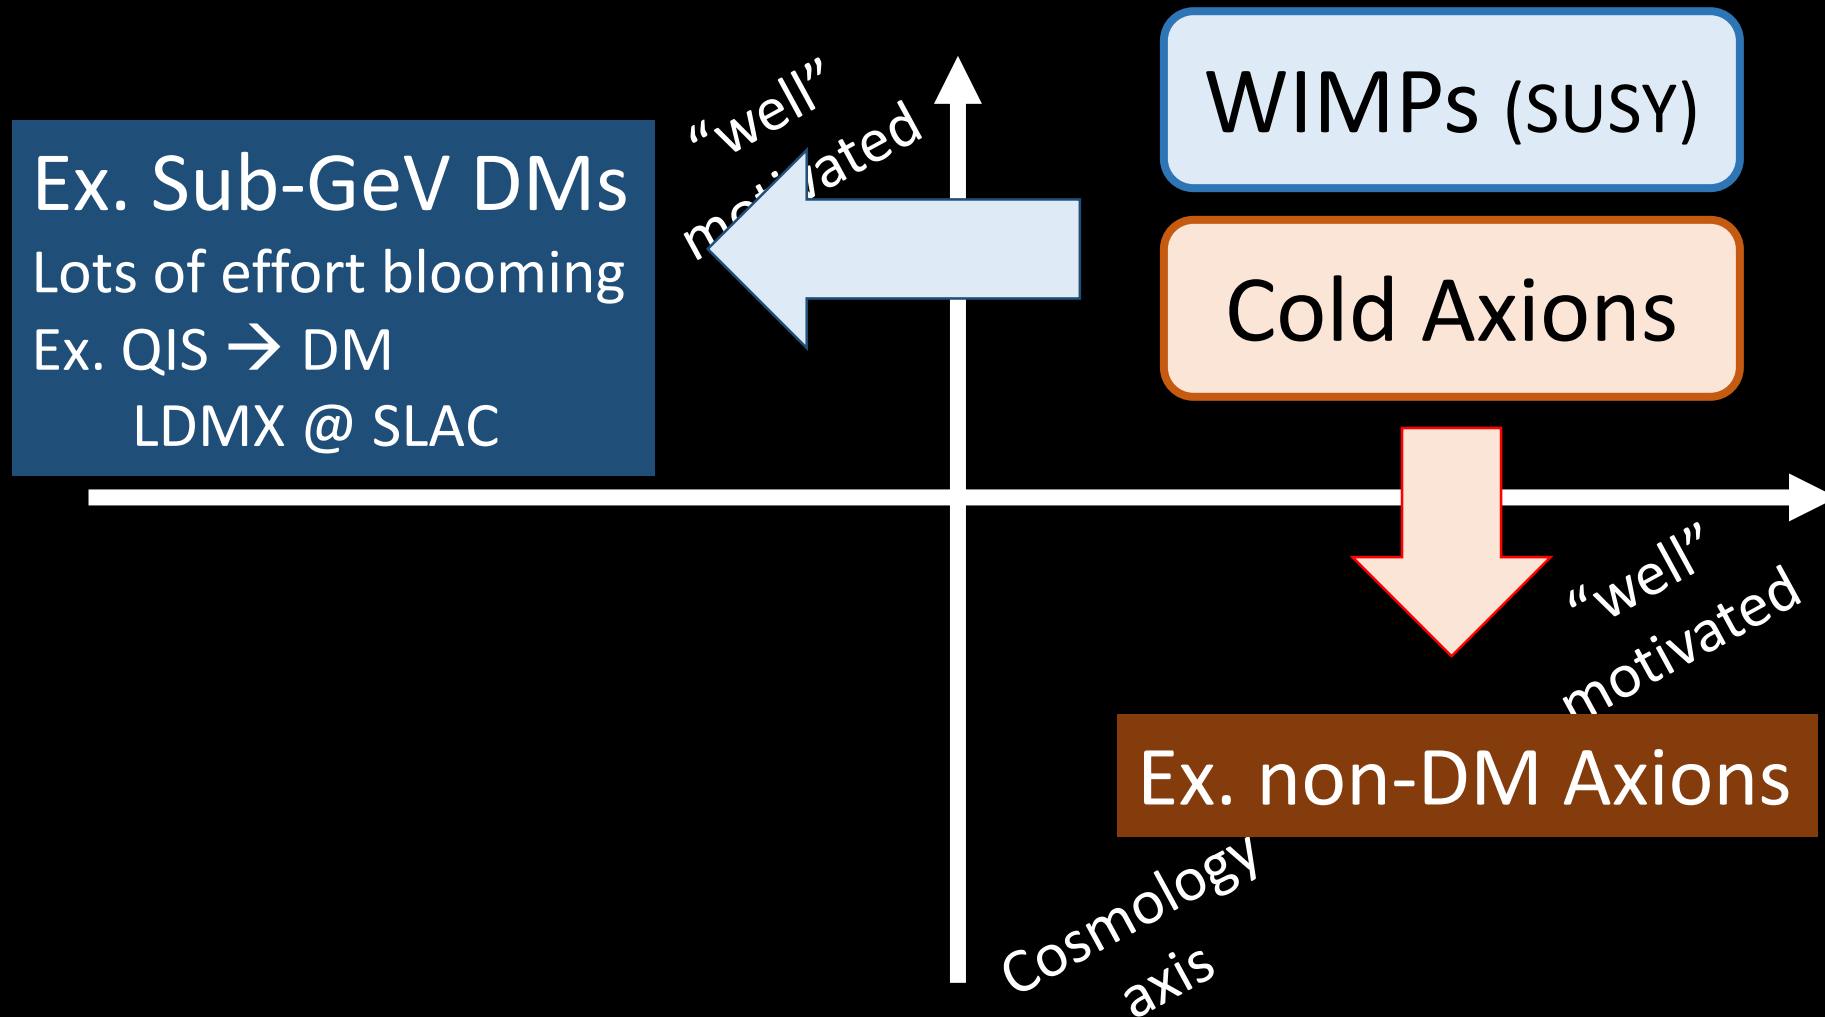 WIMPs (SUSY)
“well”
motivated
Ex. Sub-GeV DMs
Lots of effort blooming
Ex. QIS → DM
LDMX @ SLAC
Cold Axions
“well”
motivated
Ex. non-DM Axions
Cosmology
axis